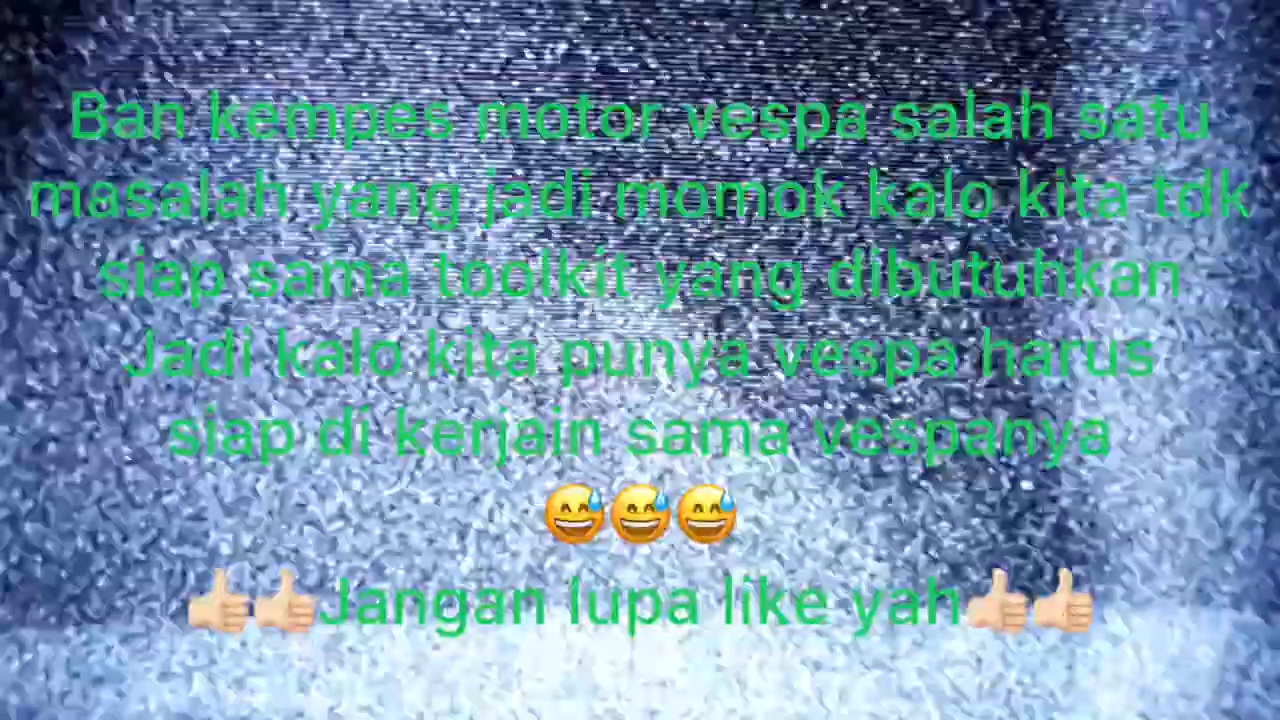 Ban kempes motor vespa salah satu
masalah yang jadi momok kalo kita tdk
siap sama toolkit yang dibutuhkan
Jadi kalo kita punya vespa harus
siap di kerjain sama vespanya
😅😅😅
👍🏼👍🏼Jangan lupa like yah👍🏼👍🏼